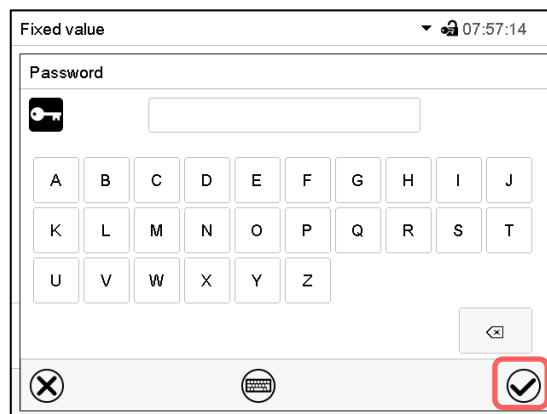 Fixed value 07:57:14
Password
A B C D E F G H I J
K L M N O P Q R S T
U V W X Y Z